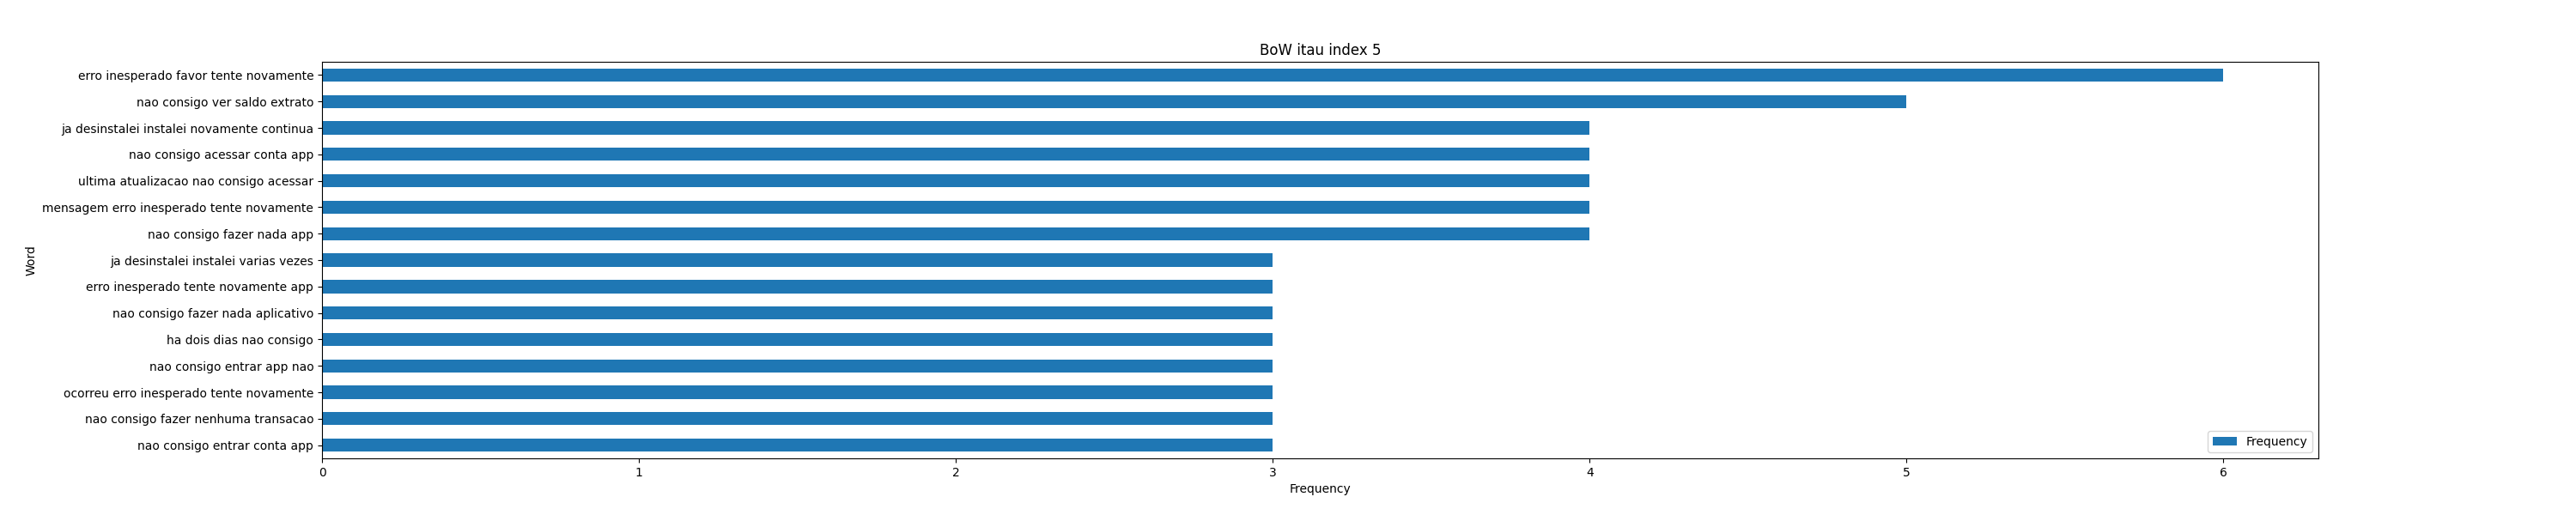 BoW itau index 5
erro inesperado favor tente novamente
nao consigo ver saldo extrato
ja desinstalei instalei novamente continua
nao consigo acessar conta app
ultima atualizacao nao consigo acessar
mensagem erro inesperado tente novamente
nao consigo fazer nada app
ja desinstalei instalei varias vezes
erro inesperado tente novamente app
nao consigo fazer nada aplicativo
ha dois dias nao consigo
nao consigo entrar app nao
ocorreu erro inesperado tente novamente
nao consigo fazer nenhuma transacao
nao consigo entrar conta app
Word
Frequency
0 1 2 3 4 5 6
Frequency